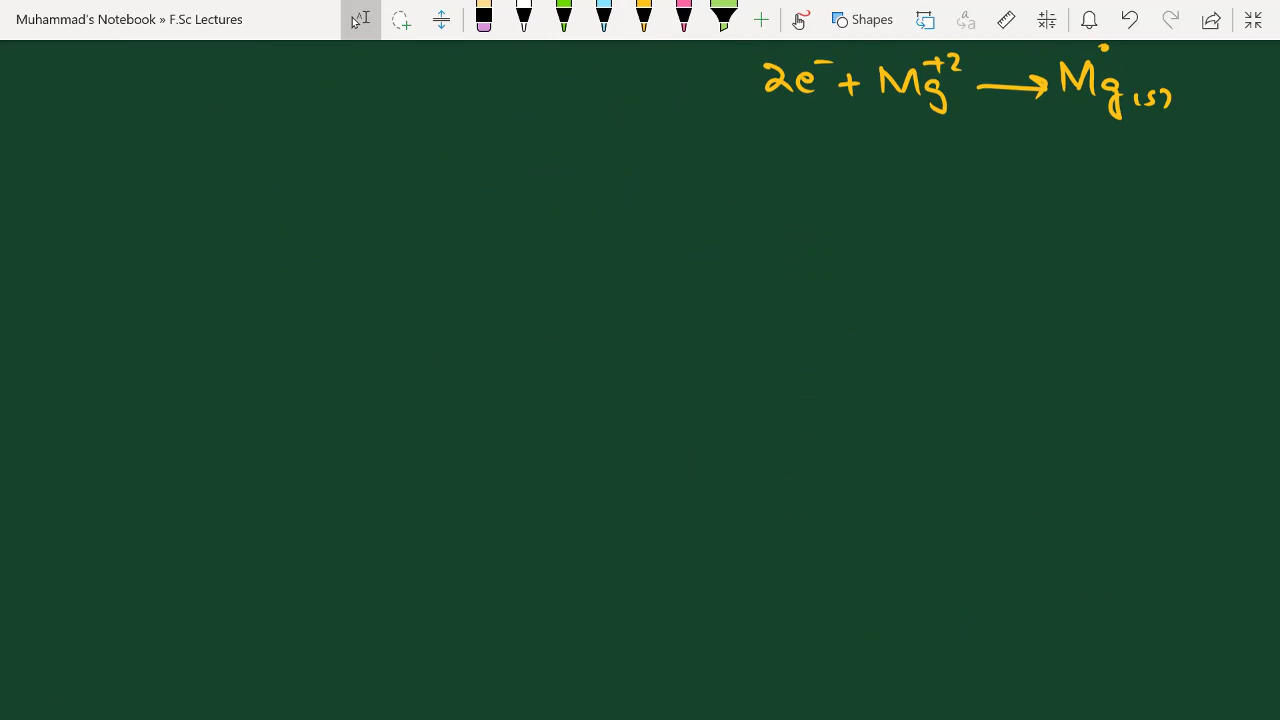 Muhammad's Notebook » F.Sc Lectures
Shapes
2e⁻ + Mg⁺² ⟶ Mg(s)